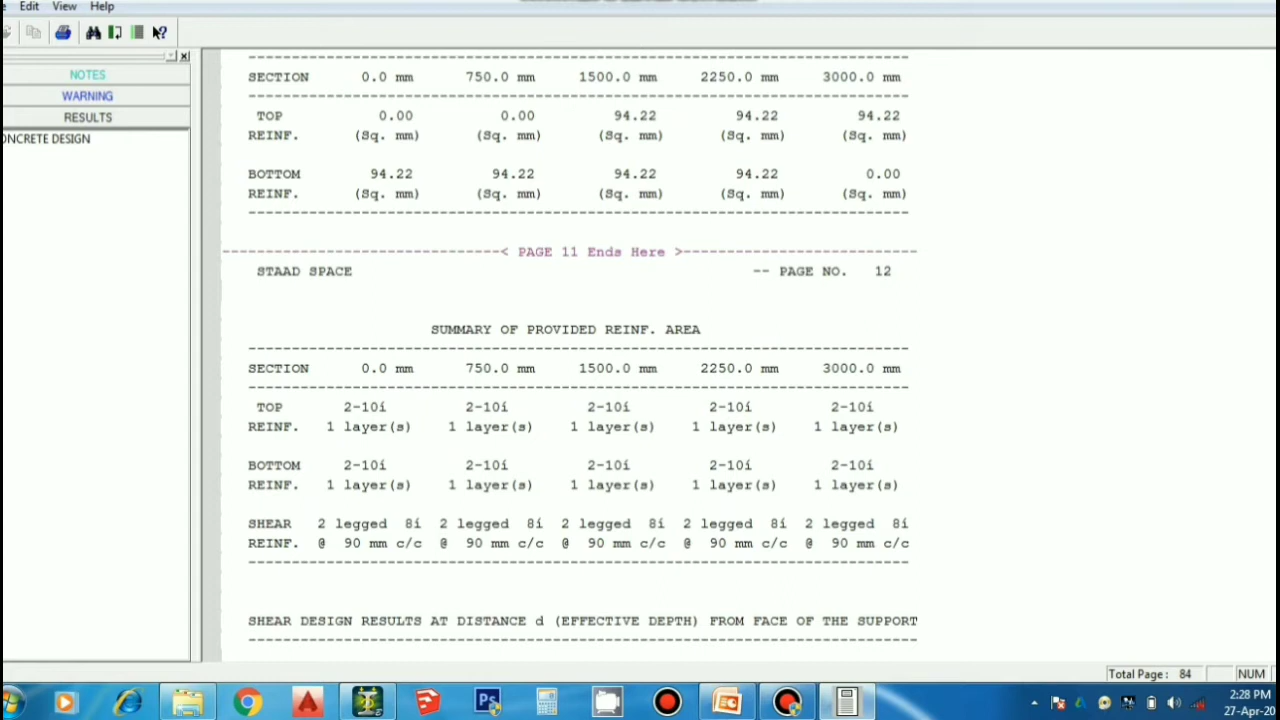 Edit View Help
NOTES
WARNING
RESULTS
ONCRETE DESIGN
SECTION 0.0 mm 750.0 mm 1500.0 mm 2250.0 mm 3000.0 mm
TOP 0.00 0.00 94.22 94.22 94.22
REINF. (Sq. mm) (Sq. mm) (Sq. mm) (Sq. mm) (Sq. mm)
BOTTOM 94.22 94.22 94.22 94.22 0.00
REINF. (Sq. mm) (Sq. mm) (Sq. mm) (Sq. mm) (Sq. mm)
< PAGE 11 Ends Here >
STAAD SPACE -- PAGE NO. 12
SUMMARY OF PROVIDED REINF. AREA
SECTION 0.0 mm 750.0 mm 1500.0 mm 2250.0 mm 3000.0 mm
TOP 2-10í 2-10í 2-10í 2-10í 2-10í
REINF. 1 layer(s) 1 layer(s) 1 layer(s) 1 layer(s) 1 layer(s)
BOTTOM 2-10í 2-10í 2-10í 2-10í 2-10í
REINF. 1 layer(s) 1 layer(s) 1 layer(s) 1 layer(s) 1 layer(s)
SHEAR 2 legged 8í 2 legged 8í 2 legged 8í 2 legged 8í 2 legged 8í
REINF. @ 90 mm c/c @ 90 mm c/c @ 90 mm c/c @ 90 mm c/c @ 90 mm c/c
SHEAR DESIGN RESULTS AT DISTANCE d (EFFECTIVE DEPTH) FROM FACE OF THE SUPPORT
Total Page : 84 NUM
Ps
2:28 PM
27-Apr-20